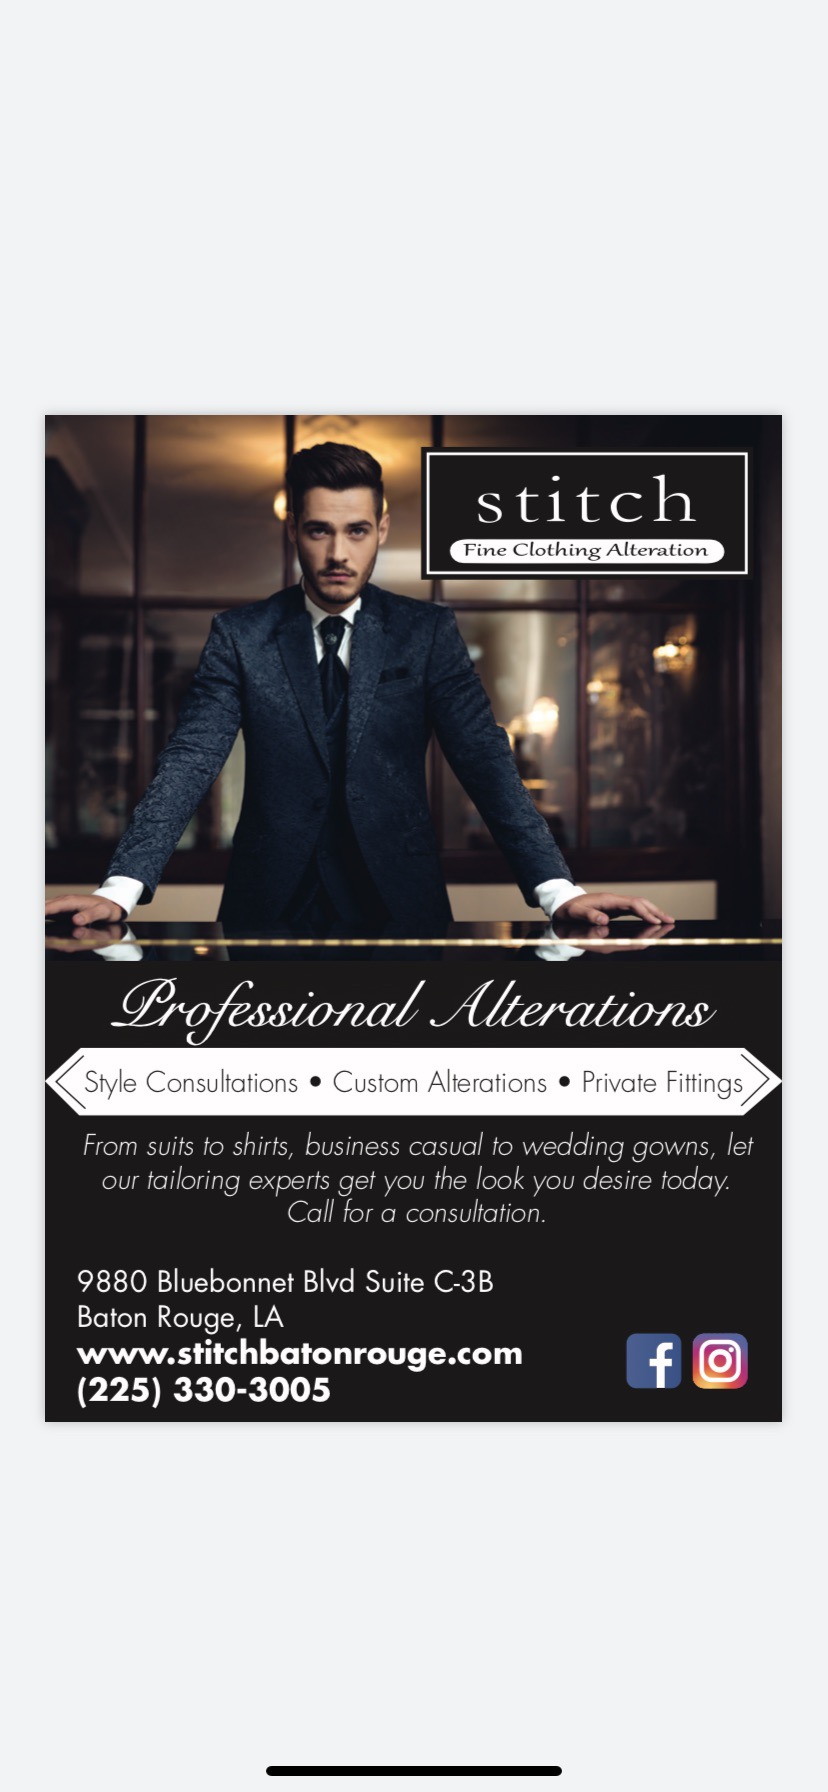 stitch
Fine Clothing Alteration
Professional Alterations
Style Consultations • Custom Alterations • Private Fittings
From suits to shirts, business casual to wedding gowns, let
our tailoring experts get you the look you desire today.
Call for a consultation.
9880 Bluebonnet Blvd Suite C-3B
Baton Rouge, LA
www.stitchbatonrouge.com
(225) 330-3005